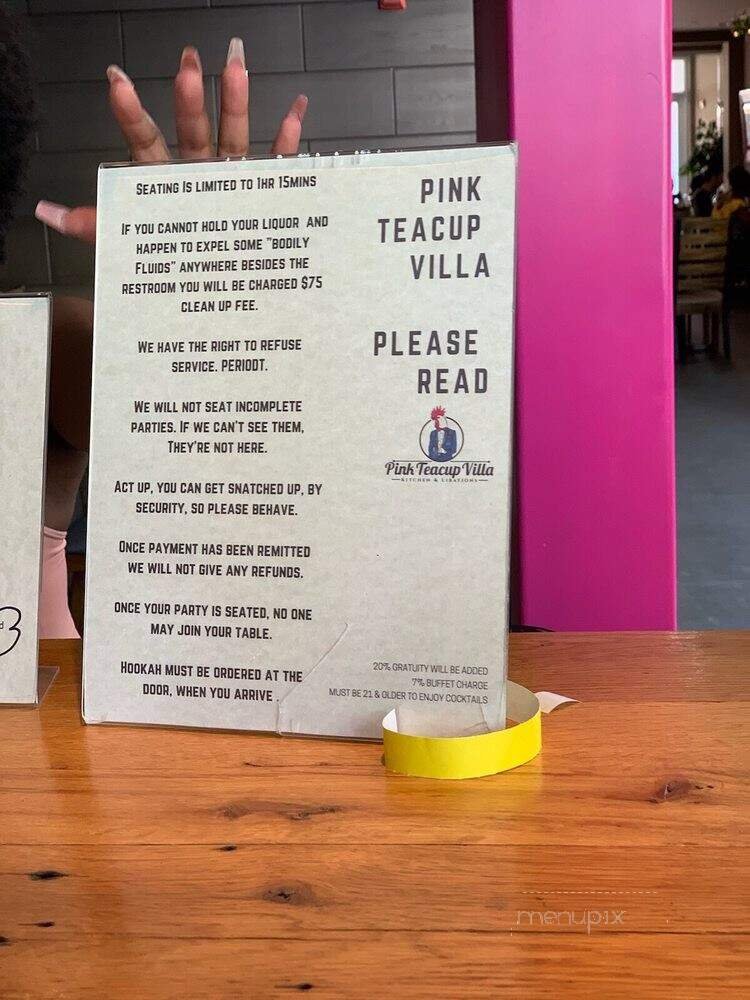 SEATING IS LIMITED TO 1HR 15MINS
IF YOU CANNOT HOLD YOUR LIQUOR AND
HAPPEN TO EXPEL SOME "BODILY
FLUIDS" ANYWHERE BESIDES THE
RESTROOM YOU WILL BE CHARGED $75
CLEAN UP FEE.
WE HAVE THE RIGHT TO REFUSE
SERVICE. PERIODT.
WE WILL NOT SEAT INCOMPLETE
PARTIES. IF WE CAN'T SEE THEM,
THEY'RE NOT HERE.
ACT UP, YOU CAN GET SNATCHED UP, BY
SECURITY, SO PLEASE BEHAVE.
ONCE PAYMENT HAS BEEN REMITTED
WE WILL NOT GIVE ANY REFUNDS.
ONCE YOUR PARTY IS SEATED, NO ONE
MAY JOIN YOUR TABLE.
HOOKAH MUST BE ORDERED AT THE
DOOR, WHEN YOU ARRIVE .
PINK
TEACUP
VILLA
PLEASE
READ
Pink Teacup Villa
KITCHEN & LIBATIONS
20% GRATUITY WILL BE ADDED
7% BUFFET CHARGE
MUST BE 21 & OLDER TO ENJOY COCKTAILS
menupix